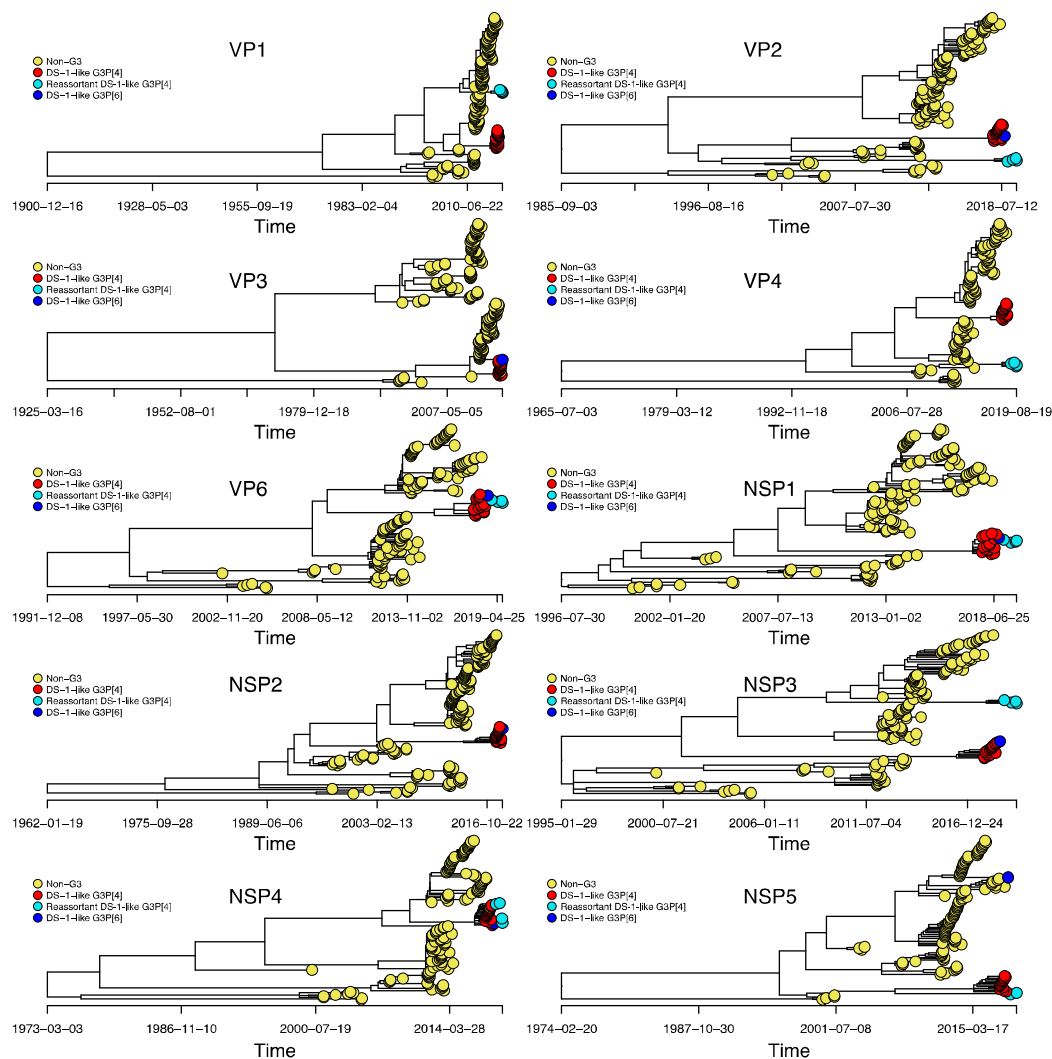 VP1
Non−G3
DS−1−like G3P[4]
Reassortant DS−1−like G3P[4]
DS−1−like G3P[6]
1900−12−16 1928−05−03 1955−09−19 1983−02−04 2010−06−22
Time
VP2
Non−G3
DS−1−like G3P[4]
Reassortant DS−1−like G3P[4]
DS−1−like G3P[6]
1985−09−03 1996−08−16 2007−07−30 2018−07−12
Time
VP3
Non−G3
DS−1−like G3P[4]
Reassortant DS−1−like G3P[4]
DS−1−like G3P[6]
1925−03−16 1952−08−01 1979−12−18 2007−05−05
Time
VP4
Non−G3
DS−1−like G3P[4]
Reassortant DS−1−like G3P[4]
DS−1−like G3P[6]
1965−07−03 1979−03−12 1992−11−18 2006−07−28 2019−08−19
Time
VP6
Non−G3
DS−1−like G3P[4]
Reassortant DS−1−like G3P[4]
DS−1−like G3P[6]
1991−12−08 1997−05−30 2002−11−20 2008−05−12 2013−11−02 2019−04−25
Time
NSP1
Non−G3
DS−1−like G3P[4]
Reassortant DS−1−like G3P[4]
DS−1−like G3P[6]
1996−07−30 2002−01−20 2007−07−13 2013−01−02 2018−06−25
Time
NSP2
Non−G3
DS−1−like G3P[4]
Reassortant DS−1−like G3P[4]
DS−1−like G3P[6]
1962−01−19 1975−09−28 1989−06−06 2003−02−13 2016−10−22
Time
NSP3
Non−G3
DS−1−like G3P[4]
Reassortant DS−1−like G3P[4]
DS−1−like G3P[6]
1995−01−29 2000−07−21 2006−01−11 2011−07−04 2016−12−24
Time
NSP4
Non−G3
DS−1−like G3P[4]
Reassortant DS−1−like G3P[4]
DS−1−like G3P[6]
1973−03−03 1986−11−10 2000−07−19 2014−03−28
Time
NSP5
Non−G3
DS−1−like G3P[4]
Reassortant DS−1−like G3P[4]
DS−1−like G3P[6]
1974−02−20 1987−10−30 2001−07−08 2015−03−17
Time